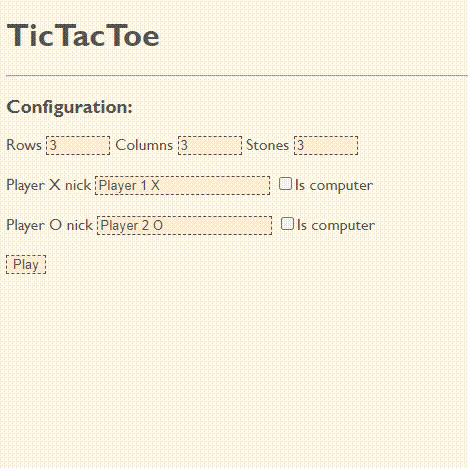 TicTacToe
Configuration:
Rows 3 Columns 3 Stones 3
Player X nick Player 1 X Is computer
Player O nick Player 2 O Is computer
Play